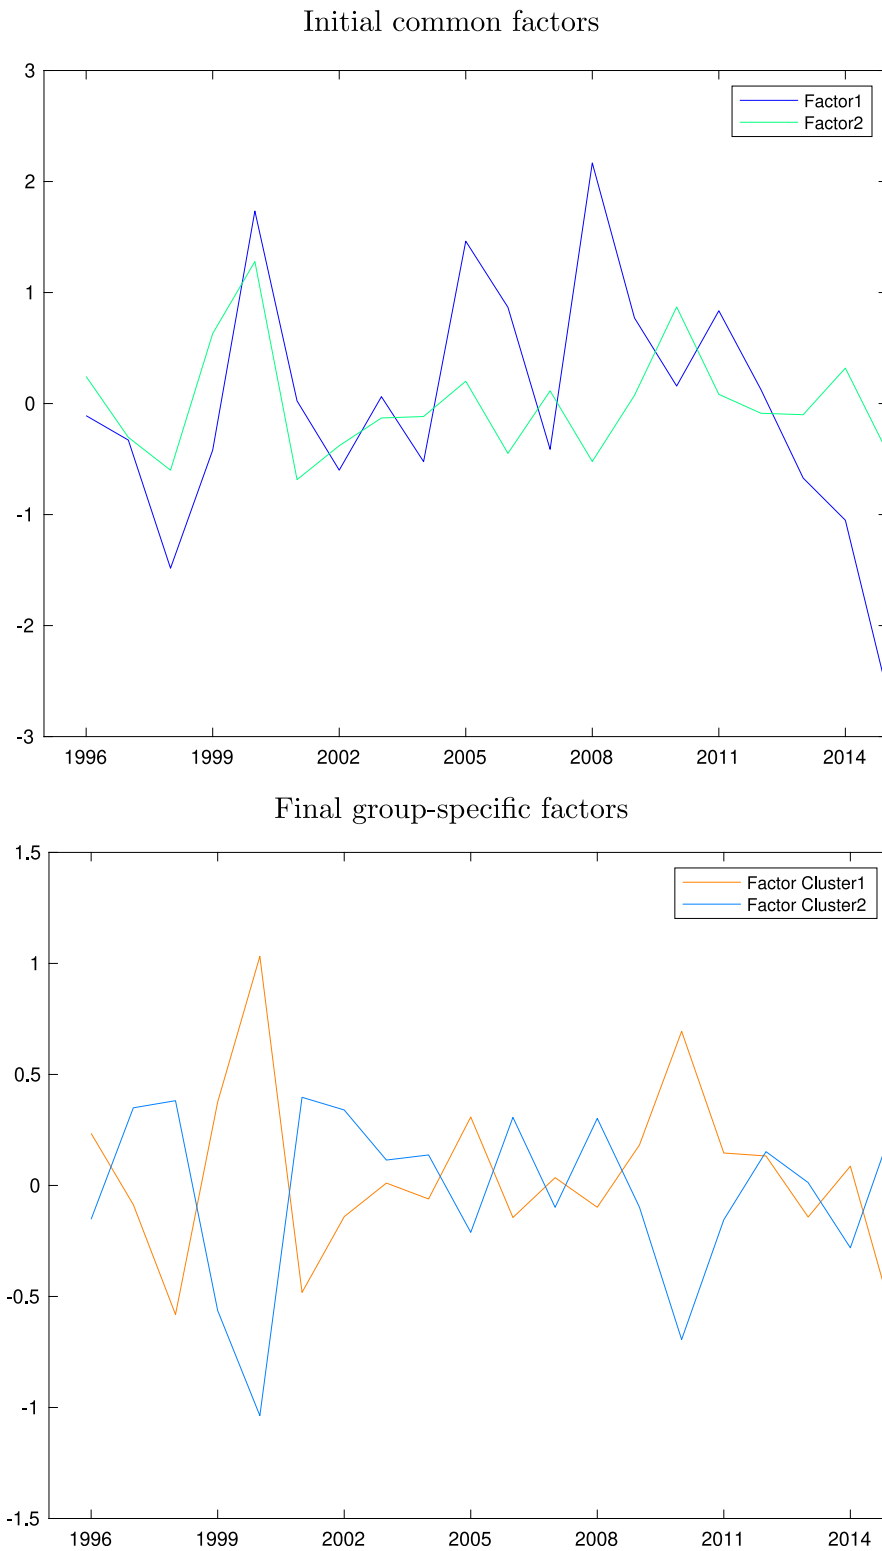 Initial common factors
3
Factor1
Factor2
2
1
0
-1
-2
-3
1996 1999 2002 2005 2008 2011 2014
Final group-specific factors
1.5
Factor Cluster1
Factor Cluster2
1
0.5
0
-0.5
-1
-1.5
1996 1999 2002 2005 2008 2011 2014